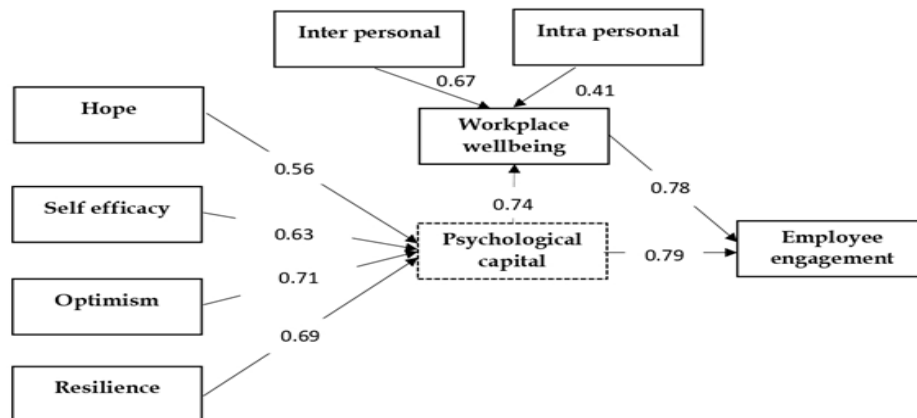 Inter personal
Intra personal
0.67
0.41
Hope
Workplace
wellbeing
0.56
0.78
Self efficacy
0.74
0.63
Psychological
capital
0.79
Employee
engagement
0.71
Optimism
0.69
Resilience